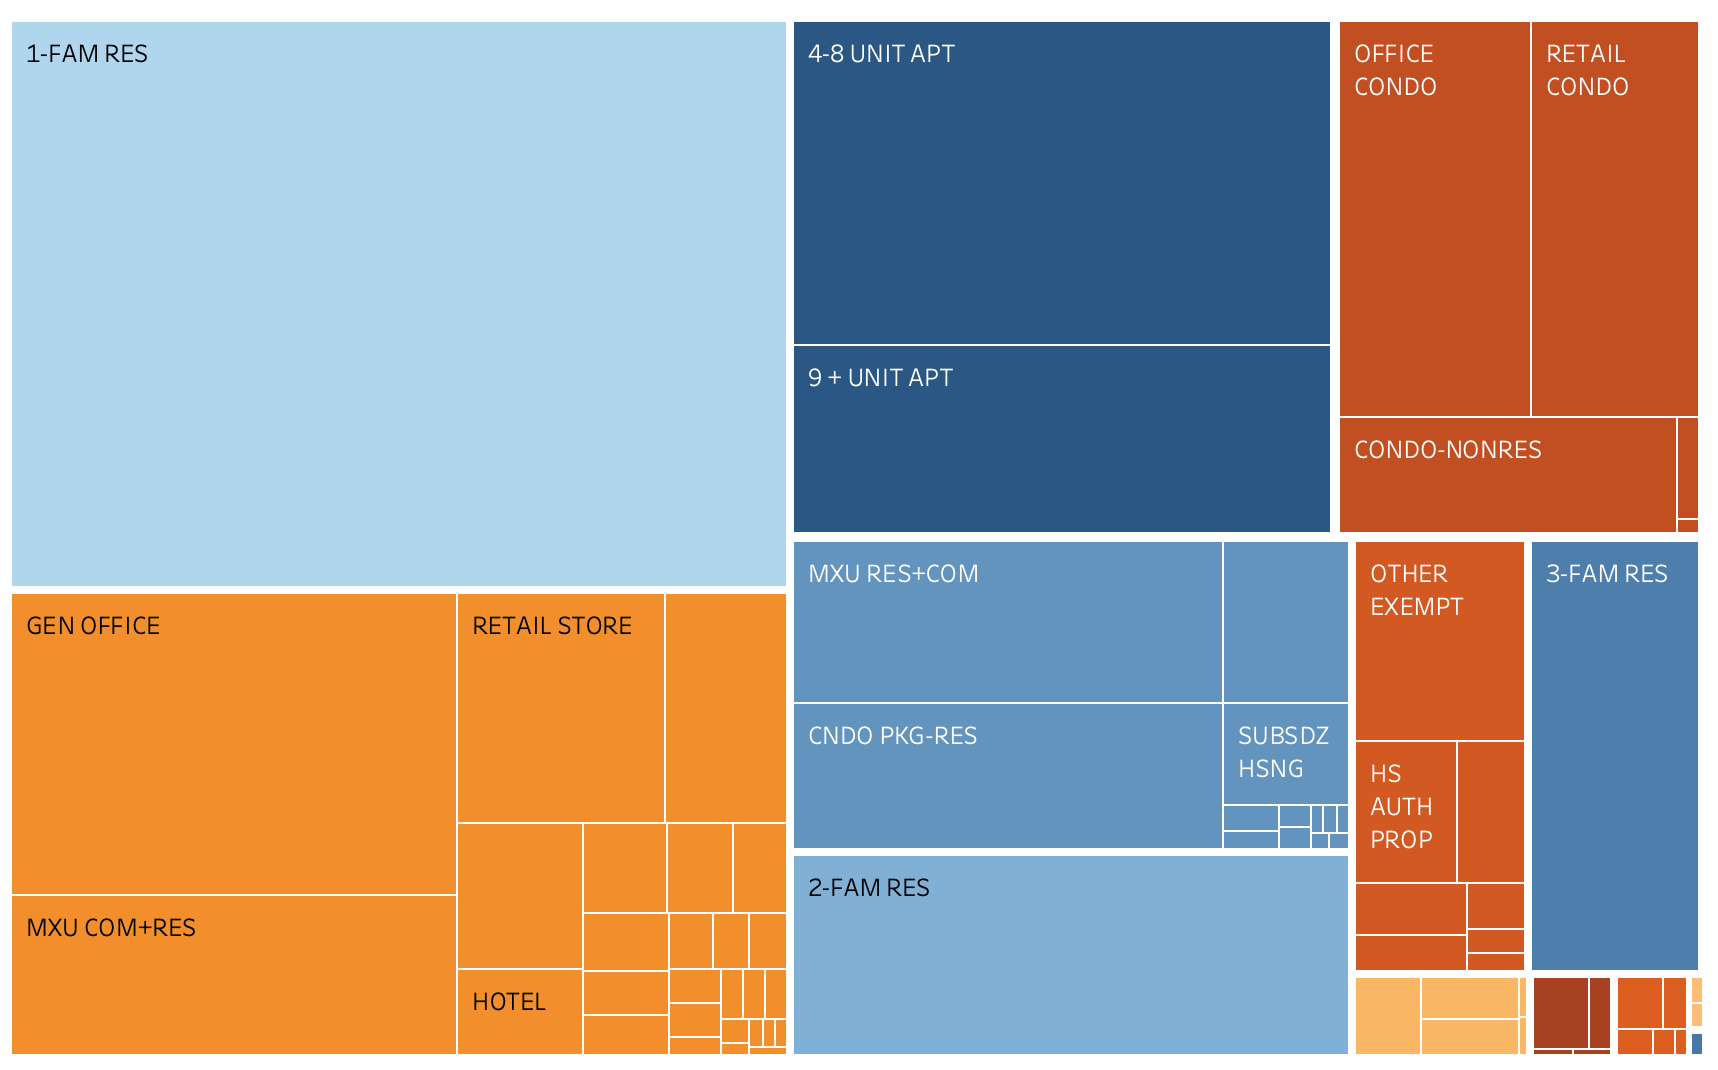 1-FAM RES
4-8 UNIT APT
OFFICE
CONDO
RETAIL
CONDO
9 + UNIT APT
CONDO-NONRES
MXU RES+COM
OTHER
EXEMPT
3-FAM RES
GEN OFFICE
RETAIL STORE
CNDO PKG-RES
SUBSDZ
HSNG
HS
AUTH
PROP
2-FAM RES
MXU COM+RES
HOTEL